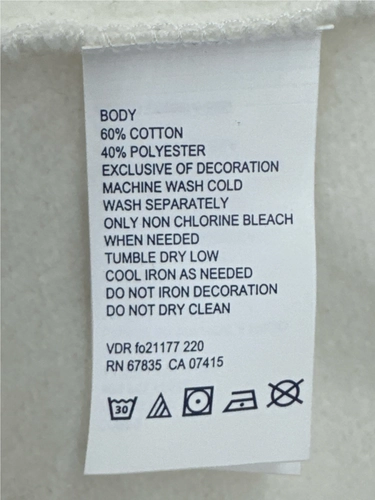 BODY
60% COTTON
40% POLYESTER
EXCLUSIVE OF DECORATION
MACHINE WASH COLD
WASH SEPARATELY
ONLY NON CHLORINE BLEACH
WHEN NEEDED
TUMBLE DRY LOW
COOL IRON AS NEEDED
DO NOT IRON DECORATION
DO NOT DRY CLEAN
VDR fo21177 220
RN 67835 CA 07415
30